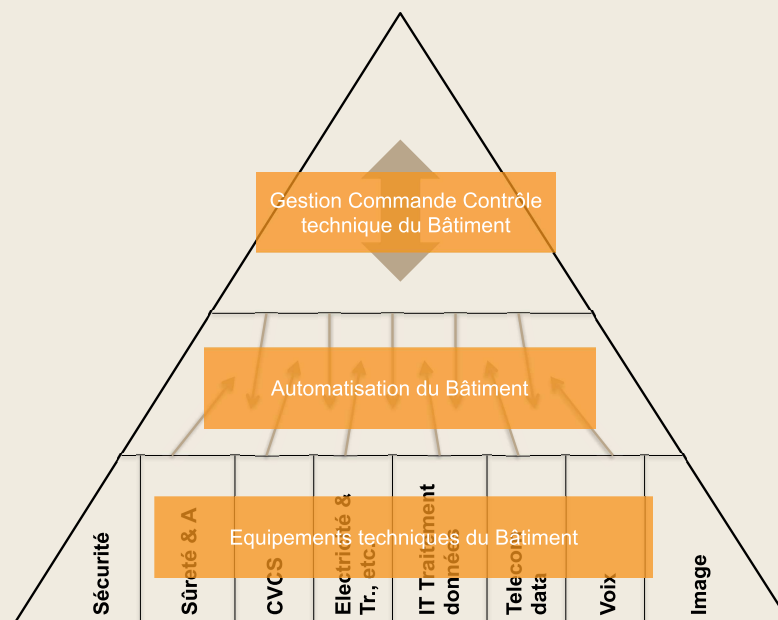 Gestion Commande Contrôle
technique du Bâtiment
Automatisation du Bâtiment
Equipements techniques du Bâtiment
Sécurité
Sûreté & A
CVCS
Electricité &
Tr., etc.
IT Traitement
données
Telecom
data
Voix
Image